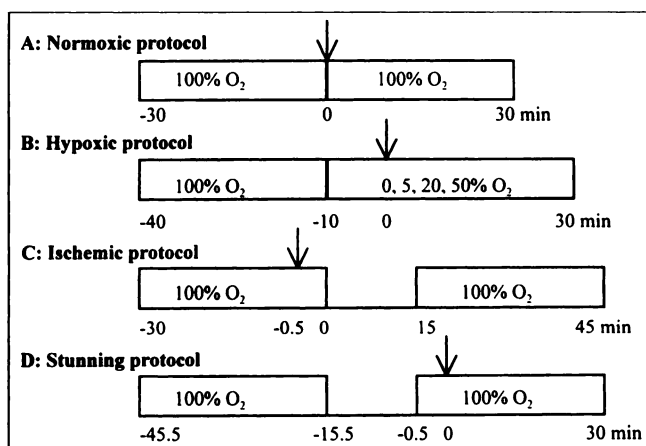 A: Normoxic protocol
100% O₂ 100% O₂
-30 0 30 min
B: Hypoxic protocol
100% O₂ 0, 5, 20, 50% O₂
-40 -10 0 30 min
C: Ischemic protocol
100% O₂ 100% O₂
-30 -0.5 0 15 45 min
D: Stunning protocol
100% O₂ 100% O₂
-45.5 -15.5 -0.5 0 30 min